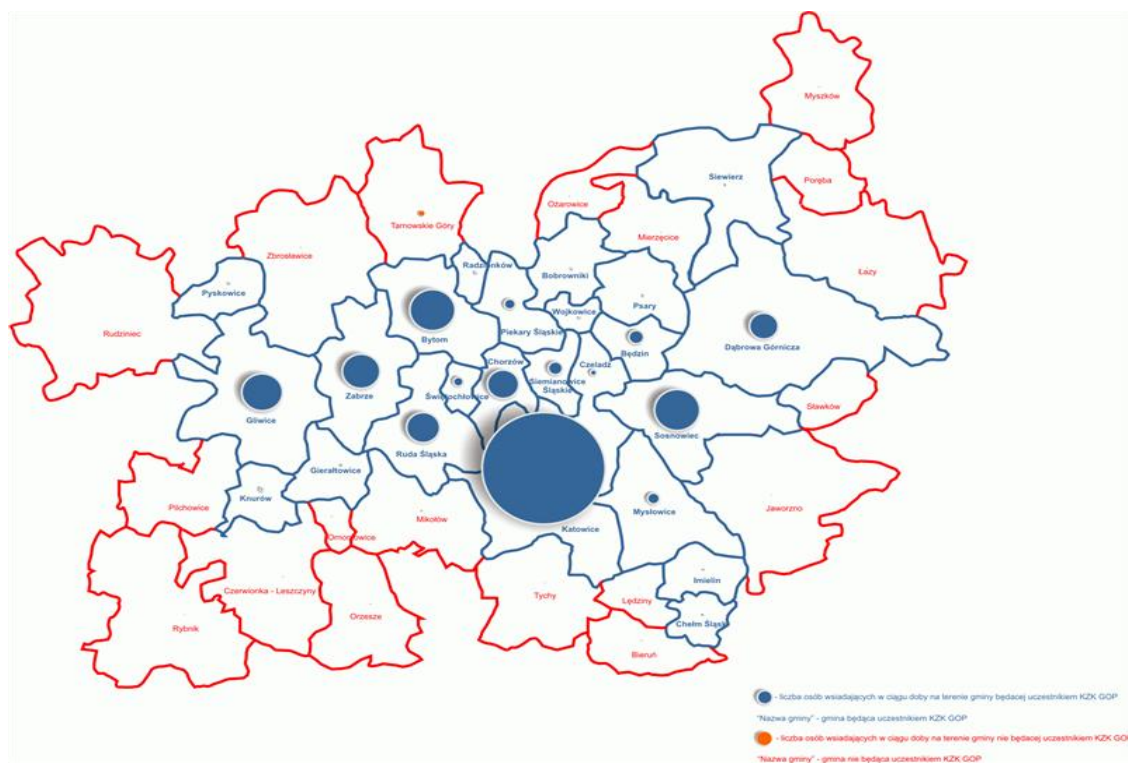 Myszków
Siewierz
Poręba
Ożarowice
Tarnowskie Góry
Mierzęcice
Zbrosławice
Radzionków
Łazy
Bobrowniki
Pyskowice
Psary
Wojkowice
Rudziniec
Piekary Śląskie
Bytom
Dąbrowa Górnicza
Będzin
Chorzów
Czeladź
Siemianowice
Śląskie
Zabrze
Świętochłowice
Sławków
Gliwice
Sosnowiec
Ruda Śląska
Gierałtowice
Knurów
Pilchowice
Mikołów
Katowice
Mysłowice
Jaworzno
Ornontowice
Imielin
Czerwionka - Leszczyny
Tychy
Lędziny
Orzesze
Chełm Śląski
Rybnik
Bieruń
- liczba osób wsiadających w ciągu doby na terenie gminy będacej uczestnikiem KZK GOP
"Nazwa gminy" - gmina będąca uczestnikiem KZK GOP
- liczba osób wsiadających w ciągu doby na terenie gminy nie będacej uczestnikiem KZK GOP
"Nazwa gminy" - gmina nie będąca uczestnikiem KZK GOP